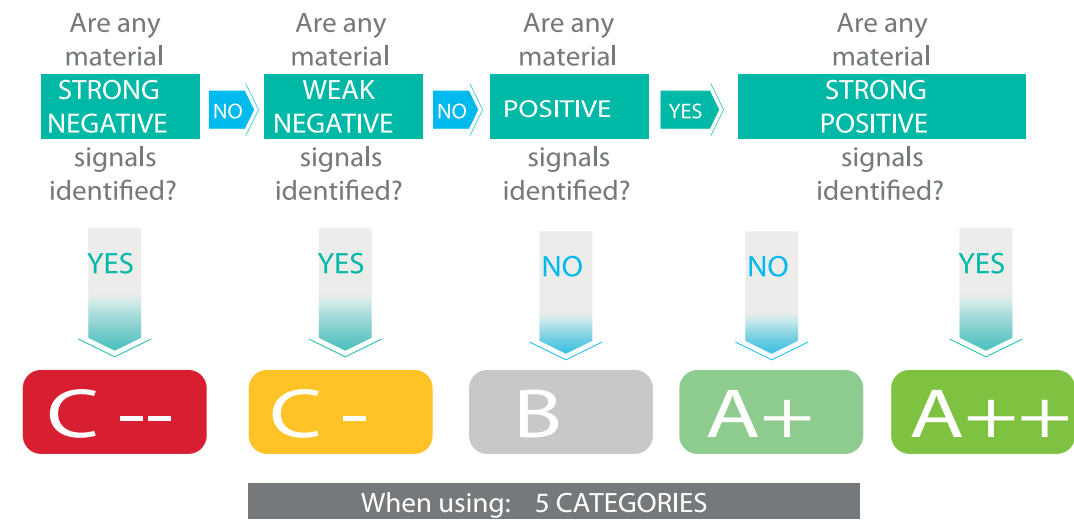 Are any
material
STRONG
NEGATIVE
signals
identified?
NO
Are any
material
WEAK
NEGATIVE
signals
identified?
NO
Are any
material
POSITIVE
signals
identified?
YES
Are any
material
STRONG
POSITIVE
signals
identified?
YES
YES
NO
NO
YES
C --
C -
B
A+
A++
When using: 5 CATEGORIES